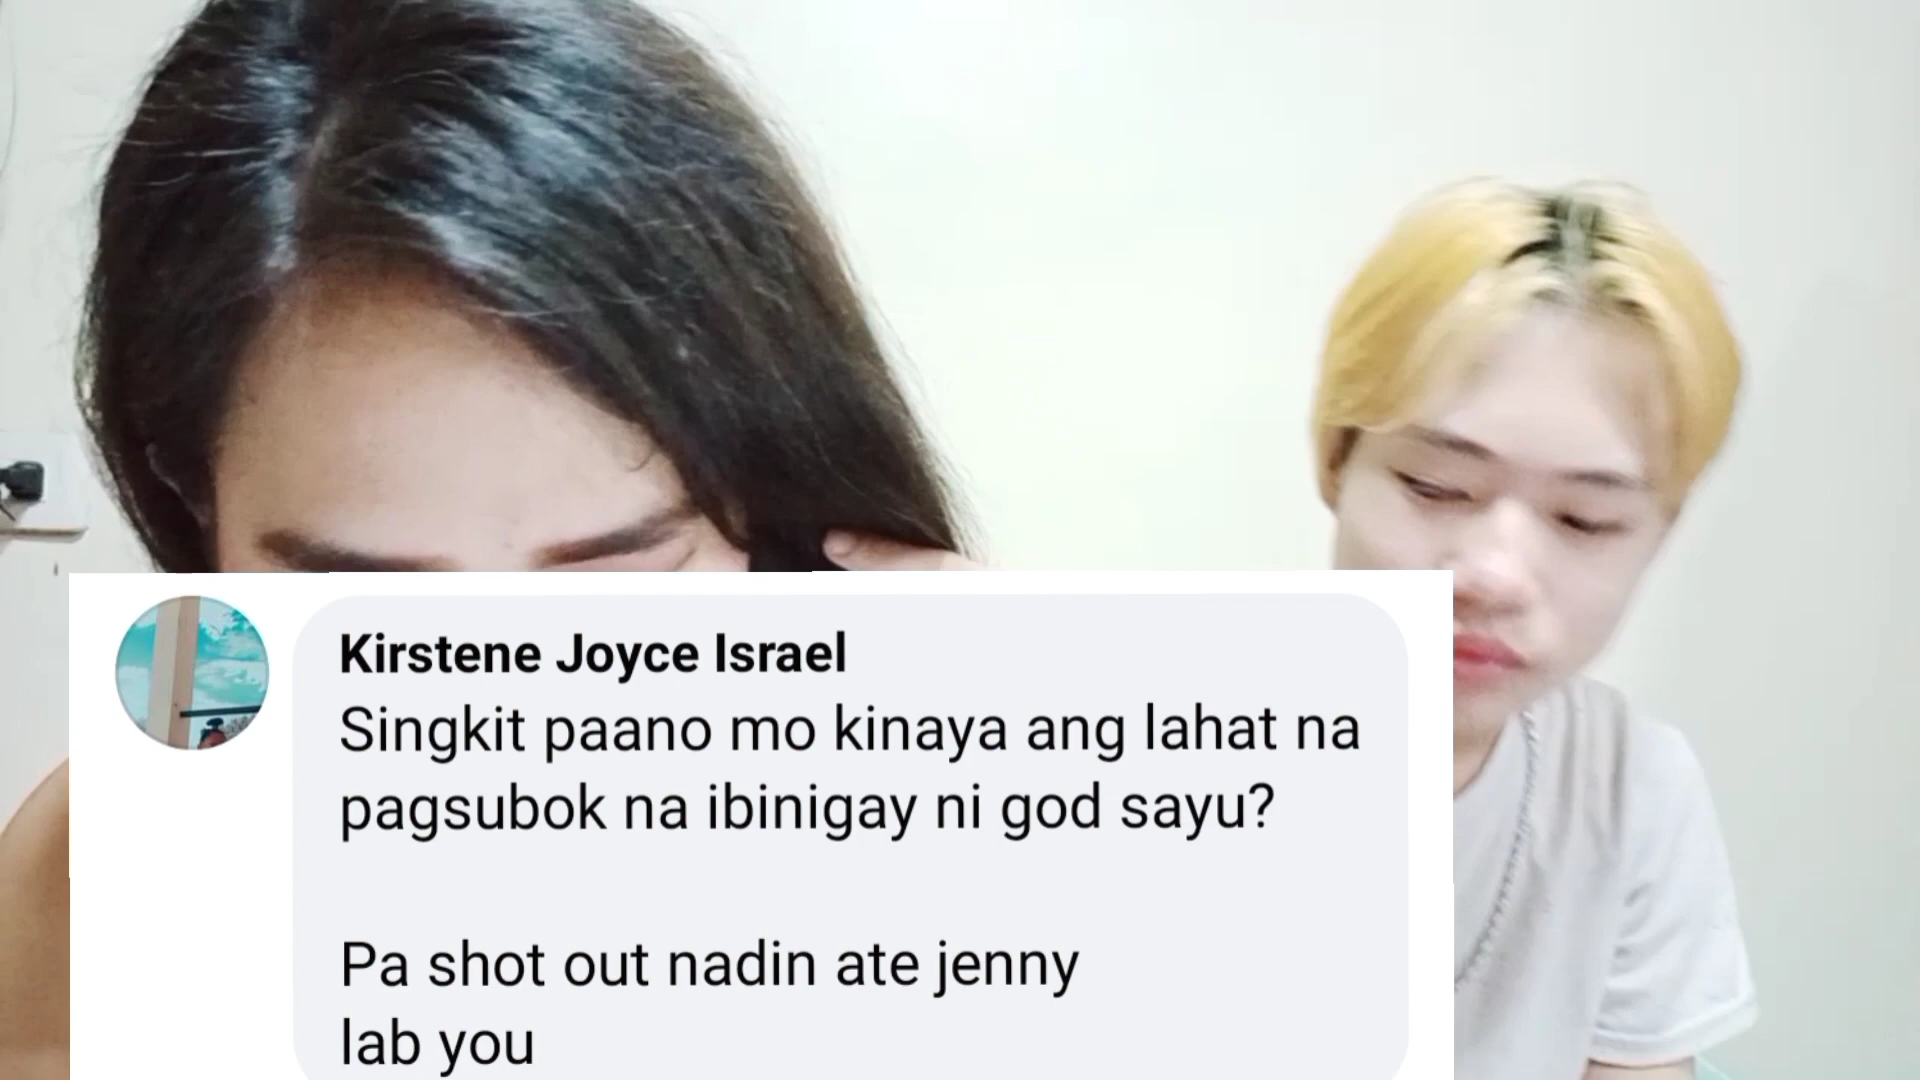 Kirstene Joyce Israel
Singkit paano mo kinaya ang lahat na
pagsubok na ibinigay ni god sayu?
Pa shot out nadin ate jenny
lab you